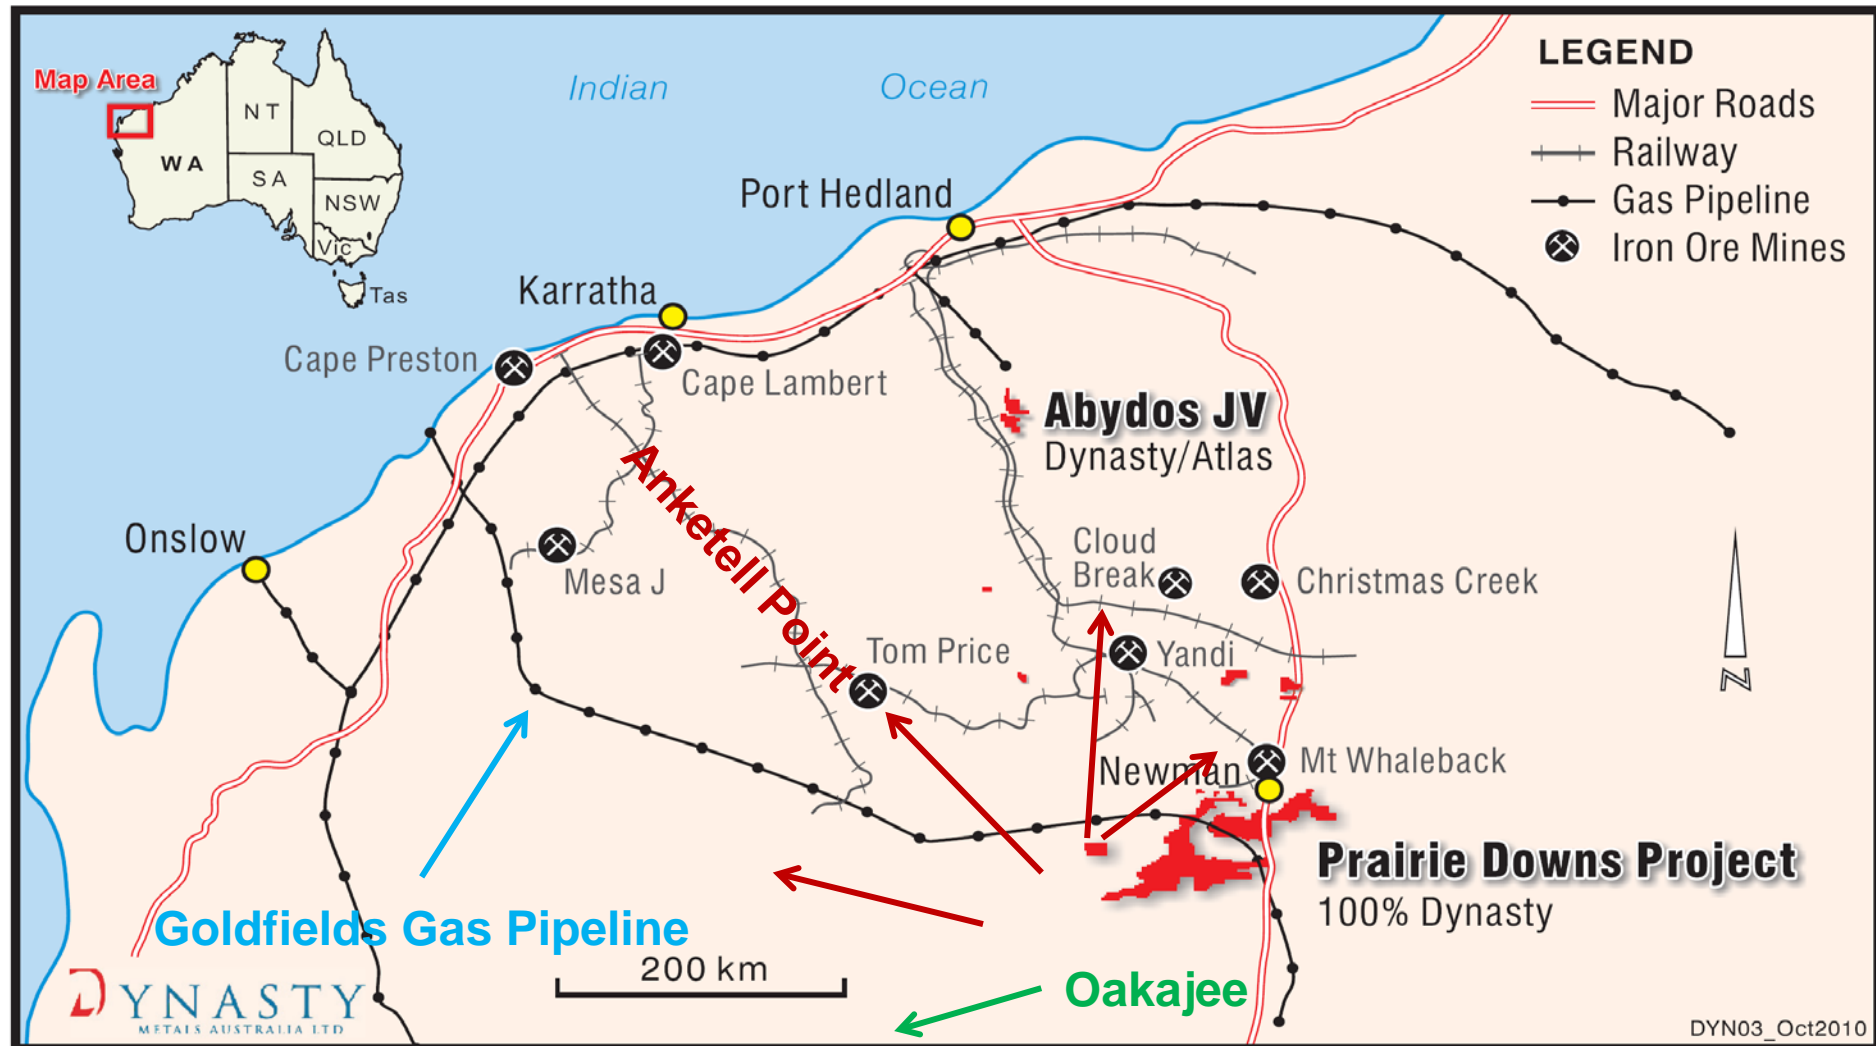 Map Area
NT
QLD
WA
SA
NSW
Vic
Tas
Indian Ocean
LEGEND
Major Roads
Railway
Gas Pipeline
Iron Ore Mines
Port Hedland
Karratha
Cape Preston
Cape Lambert
Abydos JV
Dynasty/Atlas
Onslow
Mesa J
Anketell Point
Cloud
Break
Christmas Creek
Tom Price
Yandi
Newman
Mt Whaleback
Prairie Downs Project
100% Dynasty
Goldfields Gas Pipeline
200 km
Oakajee
N
DYNASTY
METALS AUSTRALIA LTD
DYN03_Oct2010